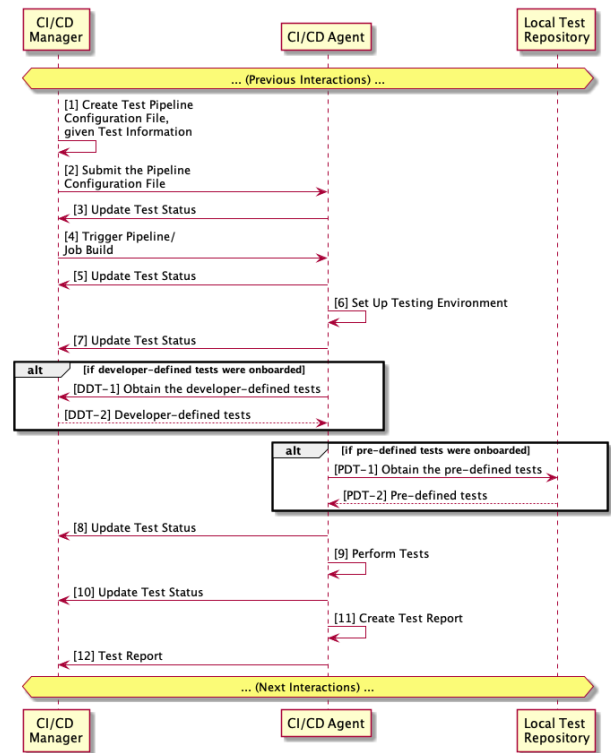 CI/CD
Manager
CI/CD Agent
Local Test
Repository
... (Previous Interactions) ...
[1] Create Test Pipeline
Configuration File,
given Test Information
[2] Submit the Pipeline
Configuration File
[3] Update Test Status
[4] Trigger Pipeline/
Job Build
[5] Update Test Status
[6] Set Up Testing Environment
[7] Update Test Status
alt [if developer-defined tests were onboarded]
[DDT-1] Obtain the developer-defined tests
[DDT-2] Developer-defined tests
alt [if pre-defined tests were onboarded]
[PDT-1] Obtain the pre-defined tests
[PDT-2] Pre-defined tests
[8] Update Test Status
[9] Perform Tests
[10] Update Test Status
[11] Create Test Report
[12] Test Report
... (Next Interactions) ...
CI/CD
Manager
CI/CD Agent
Local Test
Repository